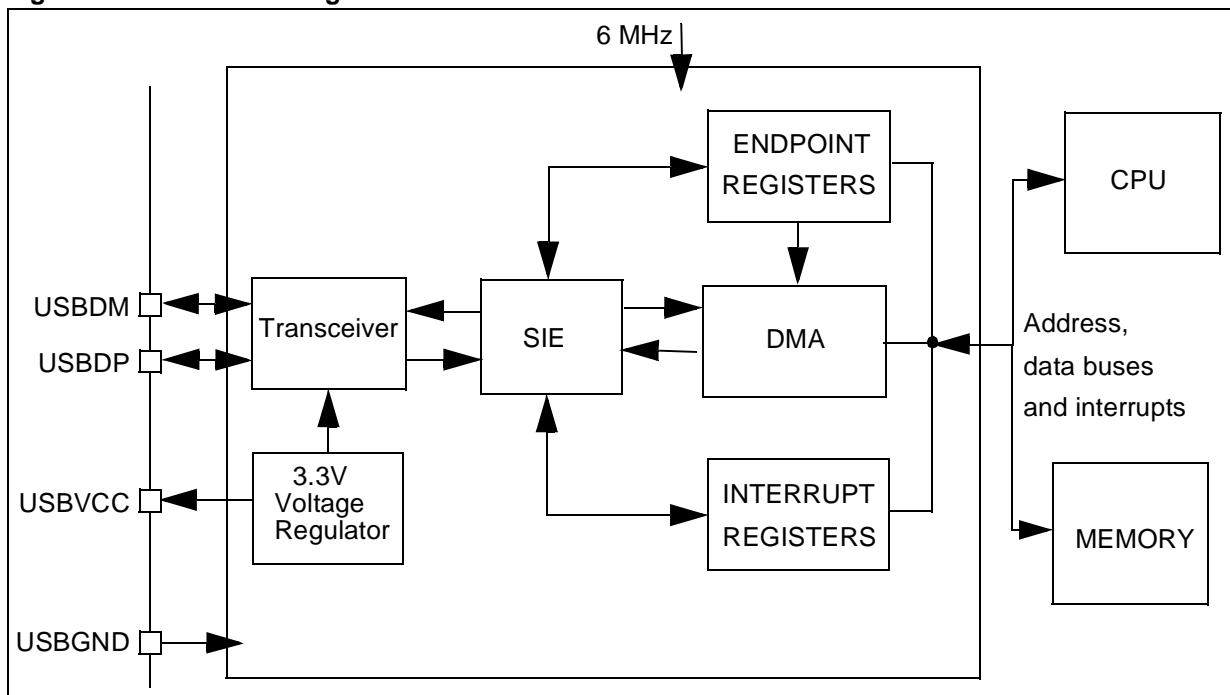 6 MHz
ENDPOINT
REGISTERS
CPU
USBDM
Transceiver
SIE
DMA
Address,
data buses
and interrupts
USBDP
3.3V
Voltage
Regulator
USBVCC
INTERRUPT
REGISTERS
MEMORY
USBGND